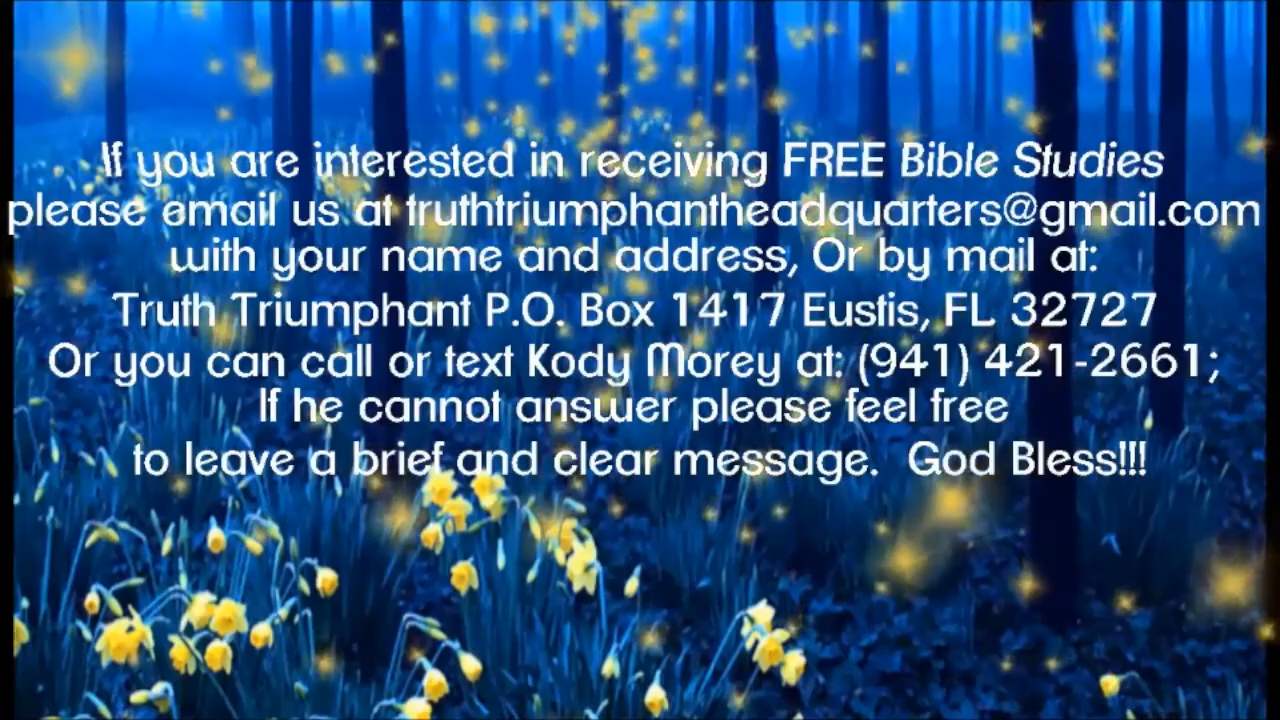 If you are interested in receiving FREE Bible Studies
please email us at truthtriumphantheadquarters@gmail.com
with your name and address, Or by mail at:
Truth Triumphant P.O. Box 1417 Eustis, FL 32727
Or you can call or text Kody Morey at: (941) 421-2661;
If he cannot answer please feel free
to leave a brief and clear message.  God Bless!!!